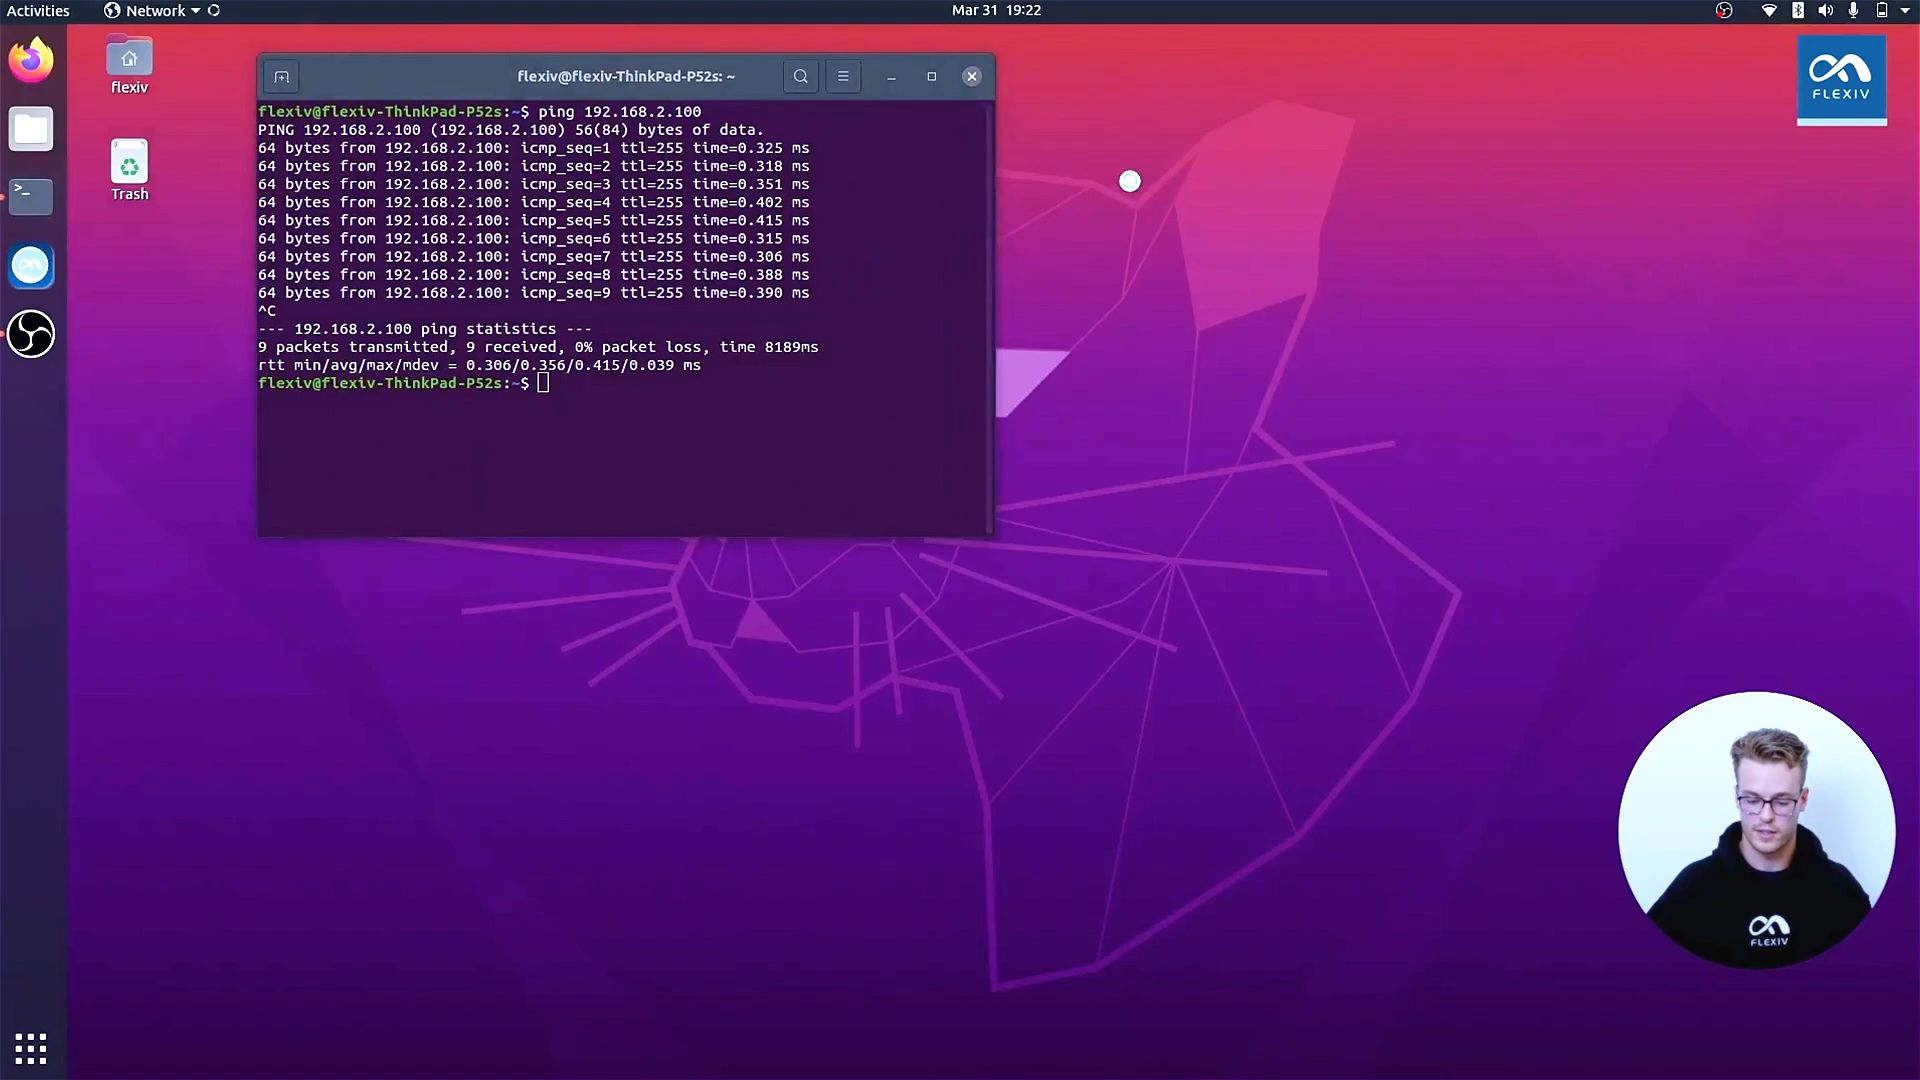 Activities
Network
Mar 31 19:22
flexiv
Trash
flexiv@flexiv-ThinkPad-P52s: ~
flexiv@flexiv-ThinkPad-P52s:~$ ping 192.168.2.100
PING 192.168.2.100 (192.168.2.100) 56(84) bytes of data.
64 bytes from 192.168.2.100: icmp_seq=1 ttl=255 time=0.325 ms
64 bytes from 192.168.2.100: icmp_seq=2 ttl=255 time=0.318 ms
64 bytes from 192.168.2.100: icmp_seq=3 ttl=255 time=0.351 ms
64 bytes from 192.168.2.100: icmp_seq=4 ttl=255 time=0.402 ms
64 bytes from 192.168.2.100: icmp_seq=5 ttl=255 time=0.415 ms
64 bytes from 192.168.2.100: icmp_seq=6 ttl=255 time=0.315 ms
64 bytes from 192.168.2.100: icmp_seq=7 ttl=255 time=0.306 ms
64 bytes from 192.168.2.100: icmp_seq=8 ttl=255 time=0.388 ms
64 bytes from 192.168.2.100: icmp_seq=9 ttl=255 time=0.390 ms
^C
--- 192.168.2.100 ping statistics ---
9 packets transmitted, 9 received, 0% packet loss, time 8189ms
rtt min/avg/max/mdev = 0.306/0.356/0.415/0.039 ms
flexiv@flexiv-ThinkPad-P52s:~$
FLEXIV
FLEXIV